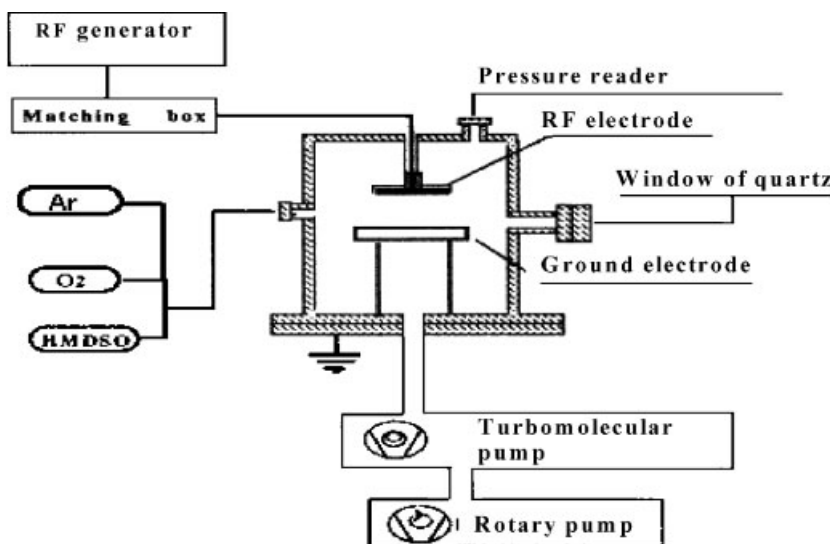 RF generator
Matching box
Pressure reader
RF electrode
Window of quartz
Ar
O2
HMDSO
Ground electrode
Turbomolecular
pump
Rotary pump